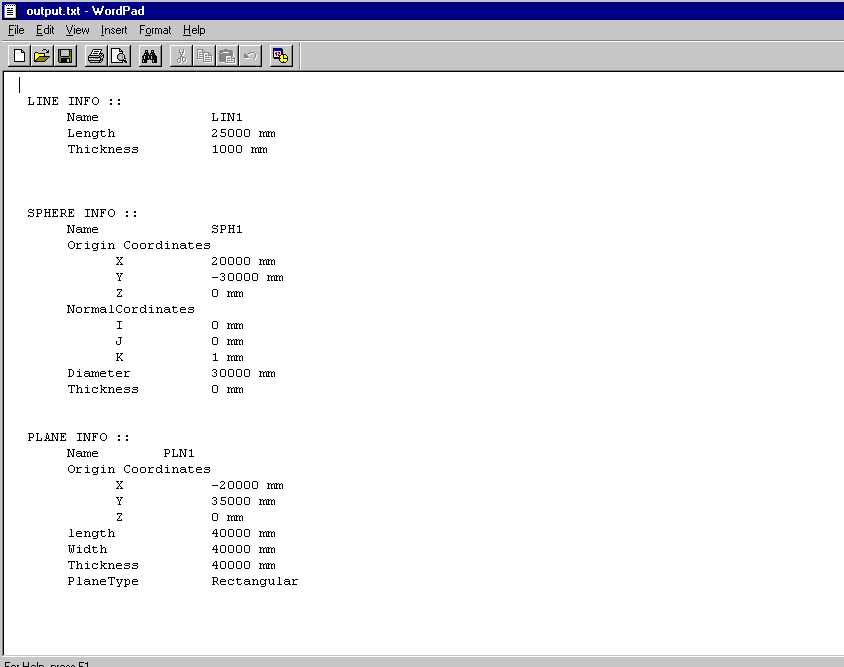 output.txt - WordPad
File Edit View Insert Format Help
LINE INFO ::
Name LIN1
Length 25000 mm
Thickness 1000 mm
SPHERE INFO ::
Name SPH1
Origin Coordinates
X 20000 mm
Y -30000 mm
Z 0 mm
NormalCordinates
I 0 mm
J 0 mm
K 1 mm
Diameter 30000 mm
Thickness 0 mm
PLANE INFO ::
Name PLN1
Origin Coordinates
X -20000 mm
Y 35000 mm
Z 0 mm
length 40000 mm
Width 40000 mm
Thickness 40000 mm
PlaneType Rectangular
For Help, press F1